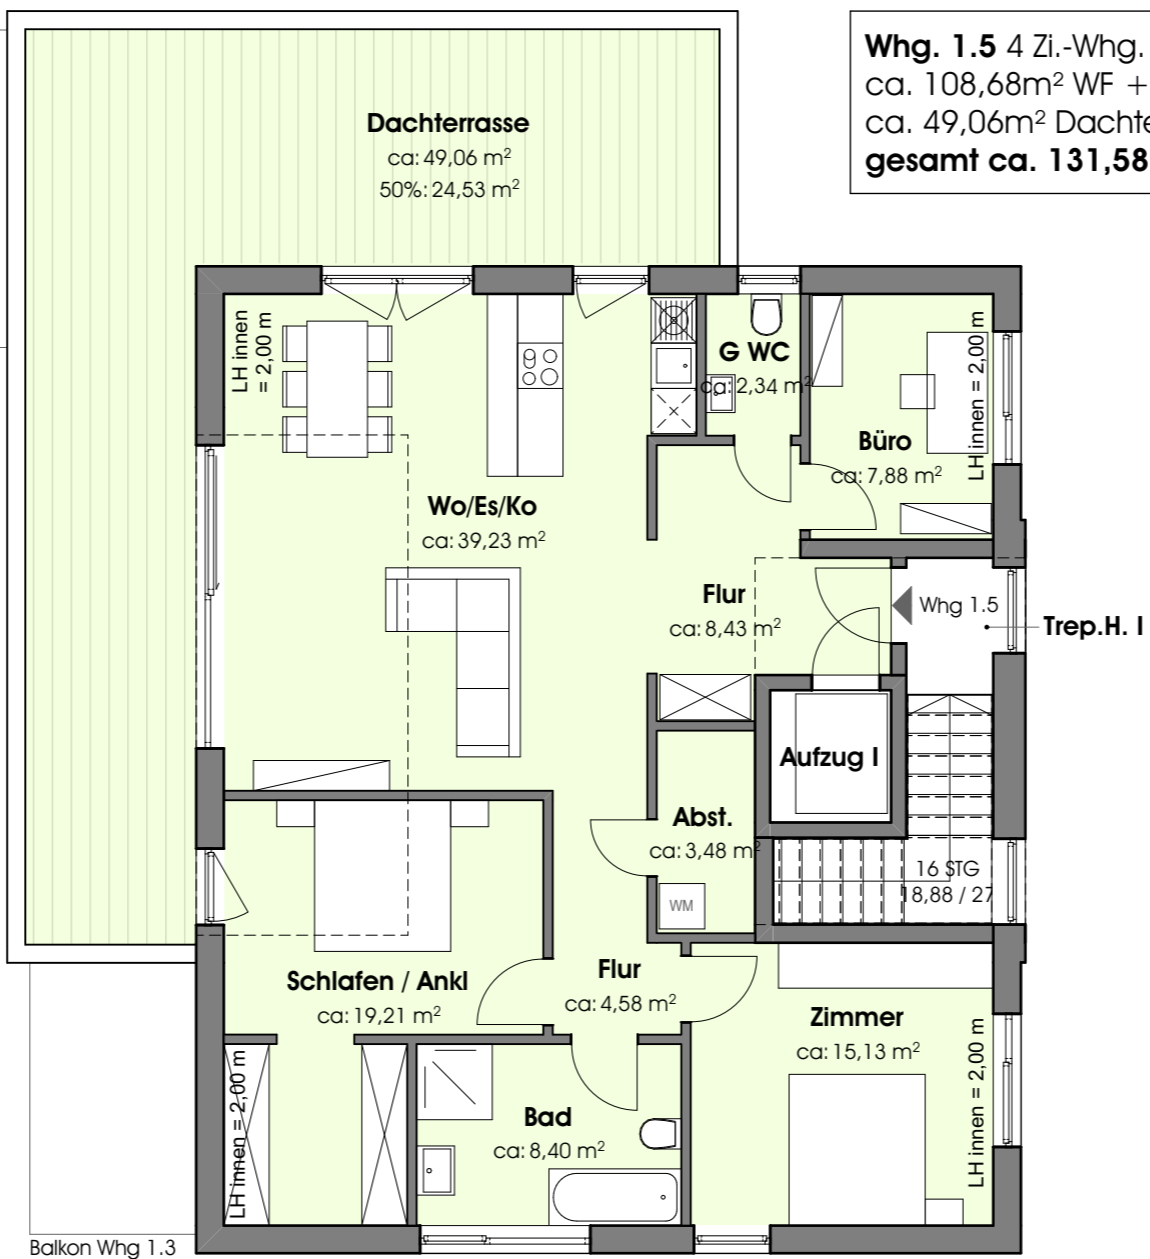 Whg. 1.5 4 Zi.-Whg.
ca. 108,68m² WF +
ca. 49,06m² Dachte
gesamt ca. 131,58
Dachterrasse
ca: 49,06 m²
50%: 24,53 m²
LH innen
= 2,00 m
G WC
ca: 2,34 m²
Büro
ca: 7,88 m²
LH innen = 2,00 m
Wo/Es/Ko
ca: 39,23 m²
Flur
ca: 8,43 m²
Whg 1.5
Trep.H. I
Aufzug I
Abst.
ca: 3,48 m²
WM
16 STG
18,88 / 27
Schlafen / Ankl
ca: 19,21 m²
Flur
ca: 4,58 m²
Zimmer
ca: 15,13 m²
LH innen = 2,00 m
LH innen = 2,00 m
Bad
ca: 8,40 m²
Balkon Whg 1.3